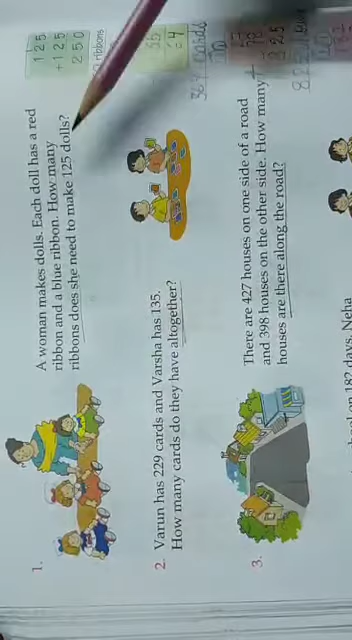 1. A woman makes dolls. Each doll has a red
ribbon and a blue ribbon. How many
ribbons does she need to make 125 dolls?
125
+125
250
ribbons
2. Varun has 229 cards and Varsha has 135.
How many cards do they have altogether?
364 cards
3. There are 427 houses on one side of a road
and 398 houses on the other side. How many
houses are there along the road?
182 days. Neha